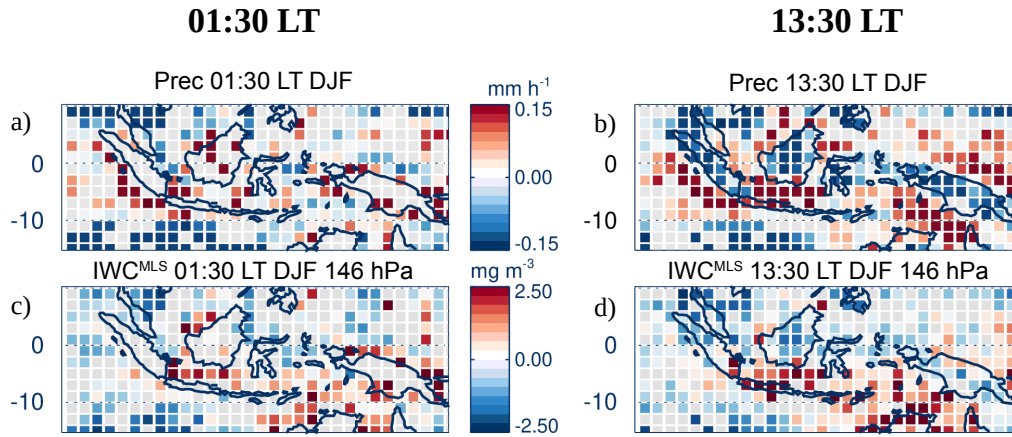 01:30 LT 13:30 LT
Prec 01:30 LT DJF mm h⁻¹ Prec 13:30 LT DJF
a) 0.15 b)
0 0.00 0
-10 -0.15 -10
IWCᴹᴸˢ 01:30 LT DJF 146 hPa mg m⁻³ IWCᴹᴸˢ 13:30 LT DJF 146 hPa
c) 2.50 d)
0 0.00 0
-10 -2.50 -10